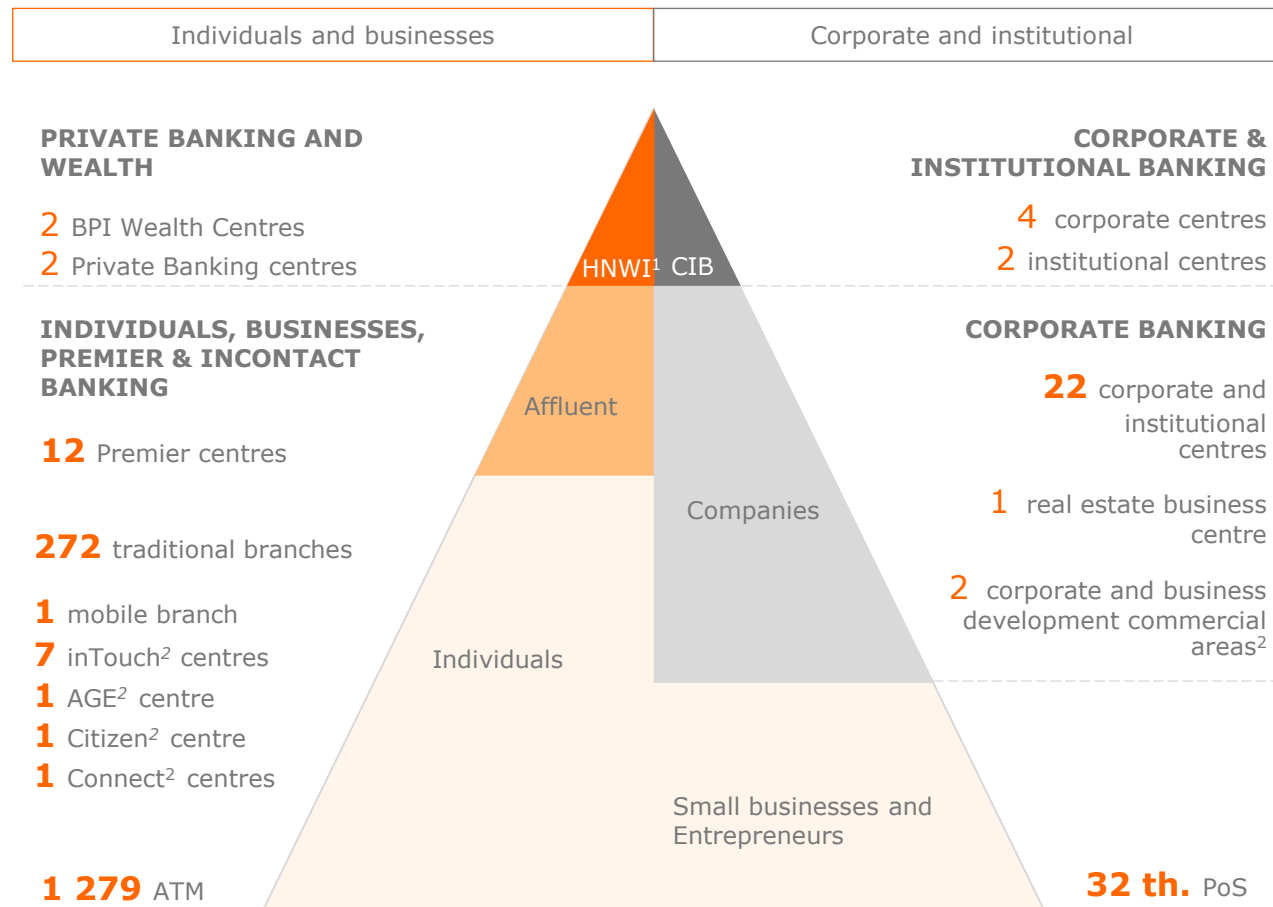 Individuals and businesses
Corporate and institutional
PRIVATE BANKING AND
WEALTH
2 BPI Wealth Centres
2 Private Banking centres
CORPORATE &
INSTITUTIONAL BANKING
4 corporate centres
2 institutional centres
HNWI¹ CIB
INDIVIDUALS, BUSINESSES,
PREMIER & INCONTACT
BANKING
12 Premier centres
272 traditional branches
1 mobile branch
7 inTouch² centres
1 AGE² centre
1 Citizen² centre
1 Connect² centres
1 279 ATM
Affluent
Individuals
Companies
Small businesses and
Entrepreneurs
CORPORATE BANKING
22 corporate and
institutional
centres
1 real estate business
centre
2 corporate and business
development commercial
areas²
32 th. PoS